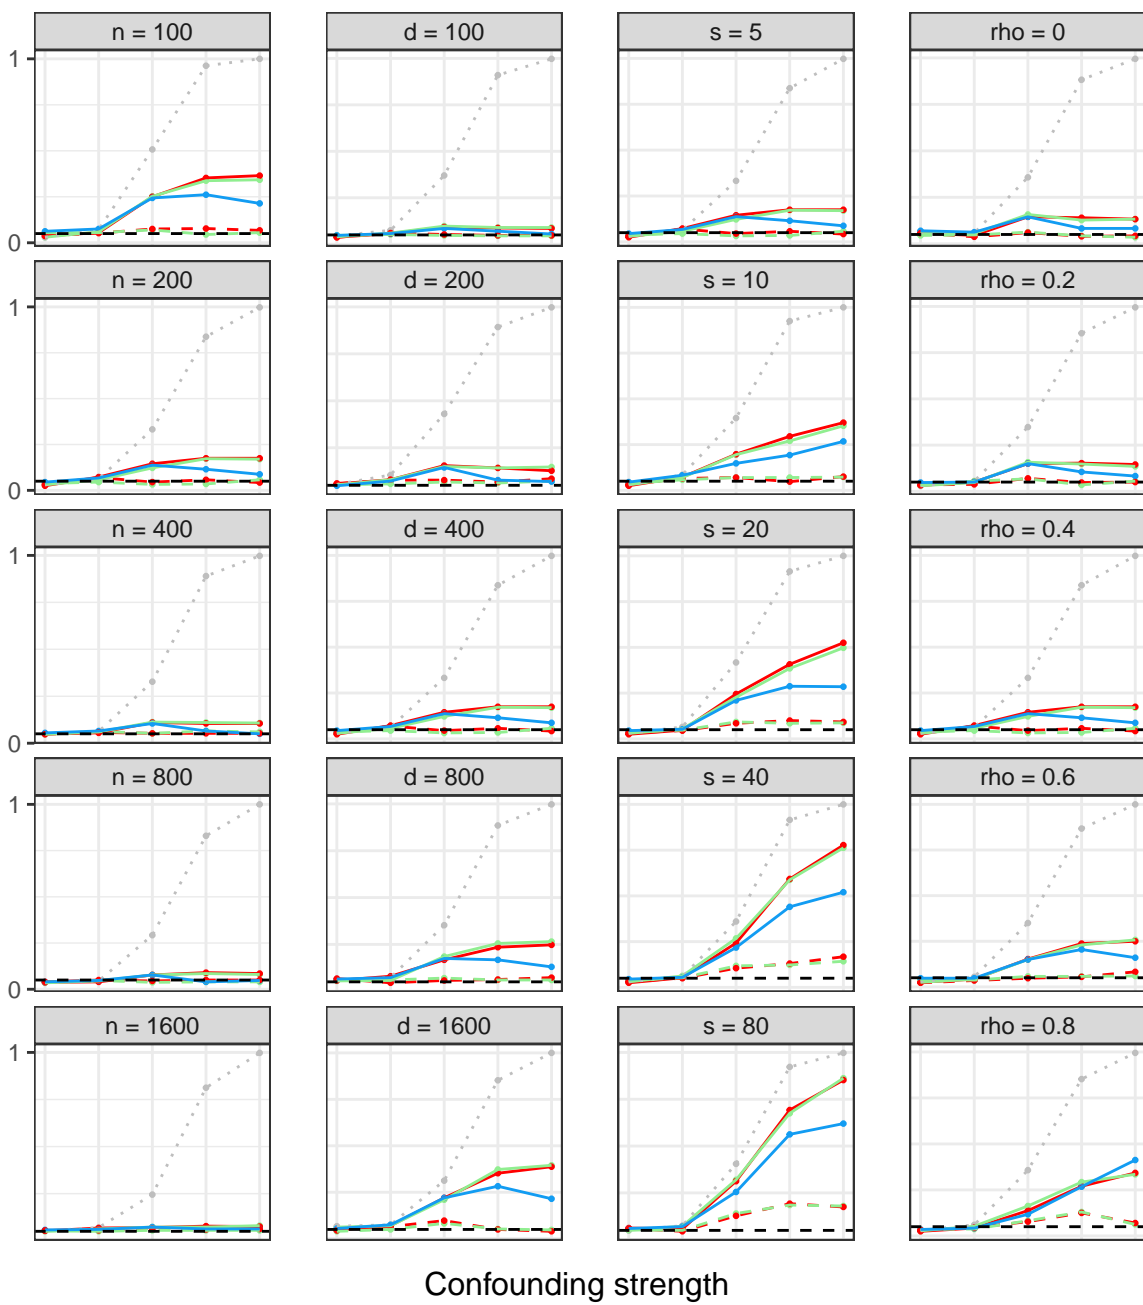 n = 100
d = 100
s = 5
rho = 0
1
0
n = 200
d = 200
s = 10
rho = 0.2
1
0
n = 400
d = 400
s = 20
rho = 0.4
1
0
n = 800
d = 800
s = 40
rho = 0.6
1
0
n = 1600
d = 1600
s = 80
rho = 0.8
1
Confounding strength